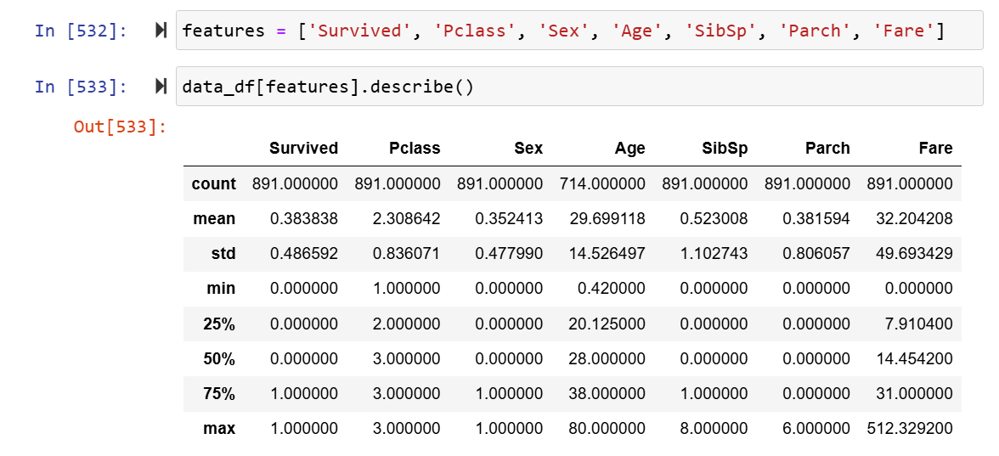 In [532]: features = ['Survived', 'Pclass', 'Sex', 'Age', 'SibSp', 'Parch', 'Fare']
In [533]: data_df[features].describe()
Out[533]:
Survived Pclass Sex Age SibSp Parch Fare
count 891.000000 891.000000 891.000000 714.000000 891.000000 891.000000 891.000000
mean 0.383838 2.308642 0.352413 29.699118 0.523008 0.381594 32.204208
std 0.486592 0.836071 0.477990 14.526497 1.102743 0.806057 49.693429
min 0.000000 1.000000 0.000000 0.420000 0.000000 0.000000 0.000000
25% 0.000000 2.000000 0.000000 20.125000 0.000000 0.000000 7.910400
50% 0.000000 3.000000 0.000000 28.000000 0.000000 0.000000 14.454200
75% 1.000000 3.000000 1.000000 38.000000 1.000000 0.000000 31.000000
max 1.000000 3.000000 1.000000 80.000000 8.000000 6.000000 512.329200